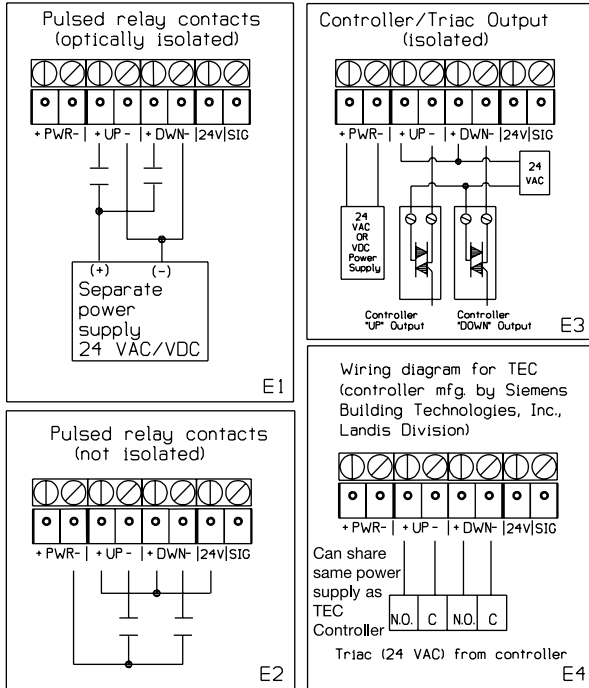 Pulsed relay contacts
(optically isolated)
+ PWR- | + UP - | + DWN- |24V|SIG
(+) (-)
Separate
power
supply
24 VAC/VDC
E1
Pulsed relay contacts
(not isolated)
+ PWR- | + UP - | + DWN- |24V|SIG
E2
Controller/Triac Output
(isolated)
+ PWR- | + UP - | + DWN- |24V|SIG
24
VAC
24
VAC
OR
VDC
Power
Supply
Controller
"UP" Output
Controller
"DOWN" Output
E3
Wiring diagram for TEC
(controller mfg. by Siemens
Building Technologies, Inc.,
Landis Division)
+ PWR- | + UP - | + DWN- |24V|SIG
Can share
same power
supply as
TEC
Controller
N.O. C N.O. C
Triac (24 VAC) from controller
E4